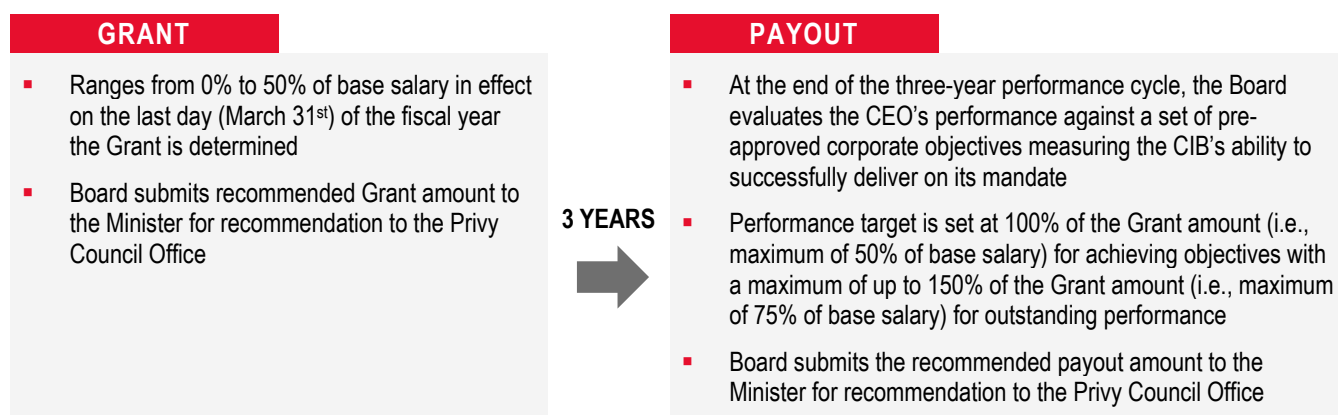 GRANT
▪ Ranges from 0% to 50% of base salary in effect
on the last day (March 31st) of the fiscal year
the Grant is determined
▪ Board submits recommended Grant amount to
the Minister for recommendation to the Privy
Council Office
3 YEARS
PAYOUT
▪ At the end of the three-year performance cycle, the Board
evaluates the CEO’s performance against a set of pre-
approved corporate objectives measuring the CIB’s ability to
successfully deliver on its mandate
▪ Performance target is set at 100% of the Grant amount (i.e.,
maximum of 50% of base salary) for achieving objectives with
a maximum of up to 150% of the Grant amount (i.e., maximum
of 75% of base salary) for outstanding performance
▪ Board submits the recommended payout amount to the
Minister for recommendation to the Privy Council Office